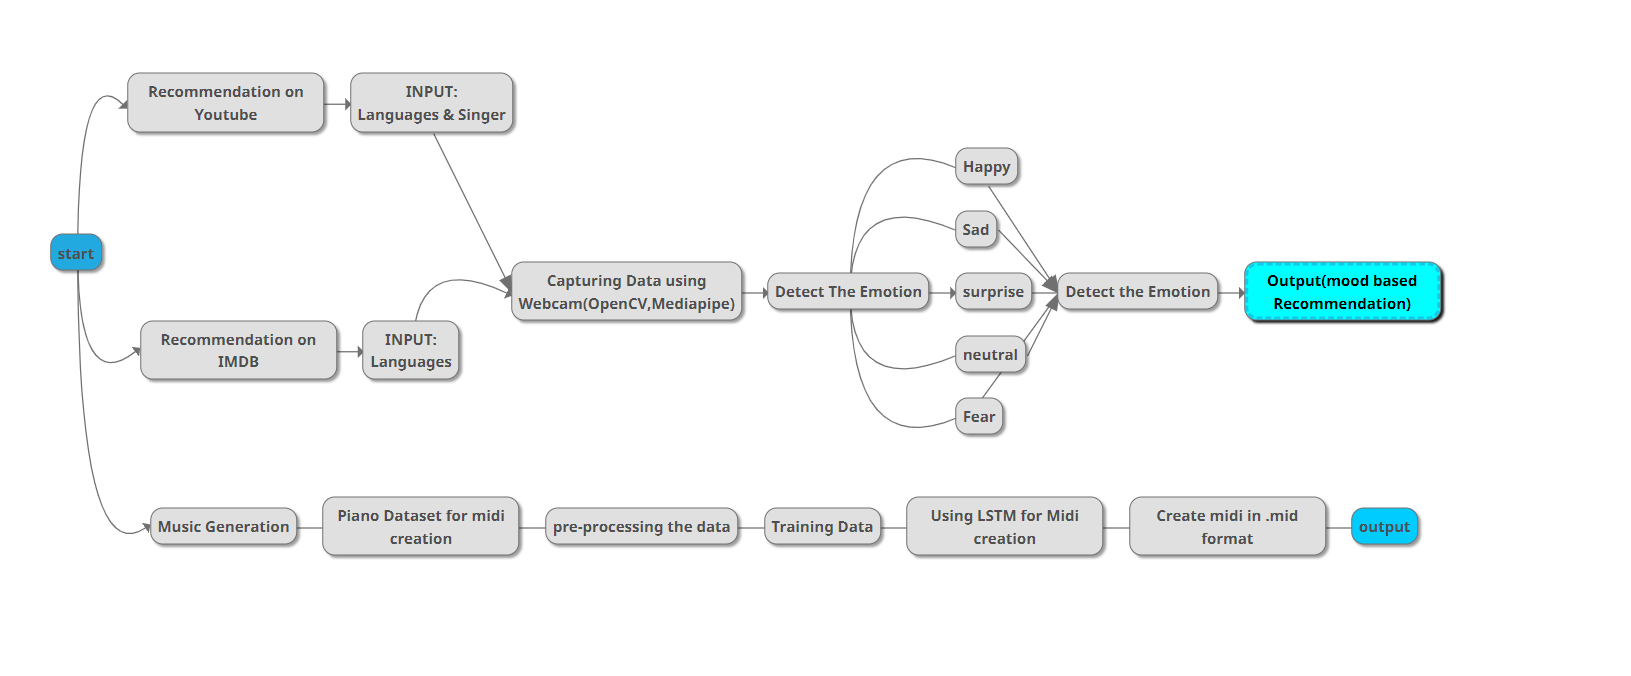 Recommendation on
Youtube
INPUT:
Languages & Singer
start
Recommendation on
IMDB
INPUT:
Languages
Capturing Data using
Webcam(OpenCV,Mediapipe)
Detect The Emotion
Happy
Sad
surprise
neutral
Fear
Detect the Emotion
Output(mood based
Recommendation)
Music Generation
Piano Dataset for midi
creation
pre-processing the data
Training Data
Using LSTM for Midi
creation
Create midi in .mid
format
output